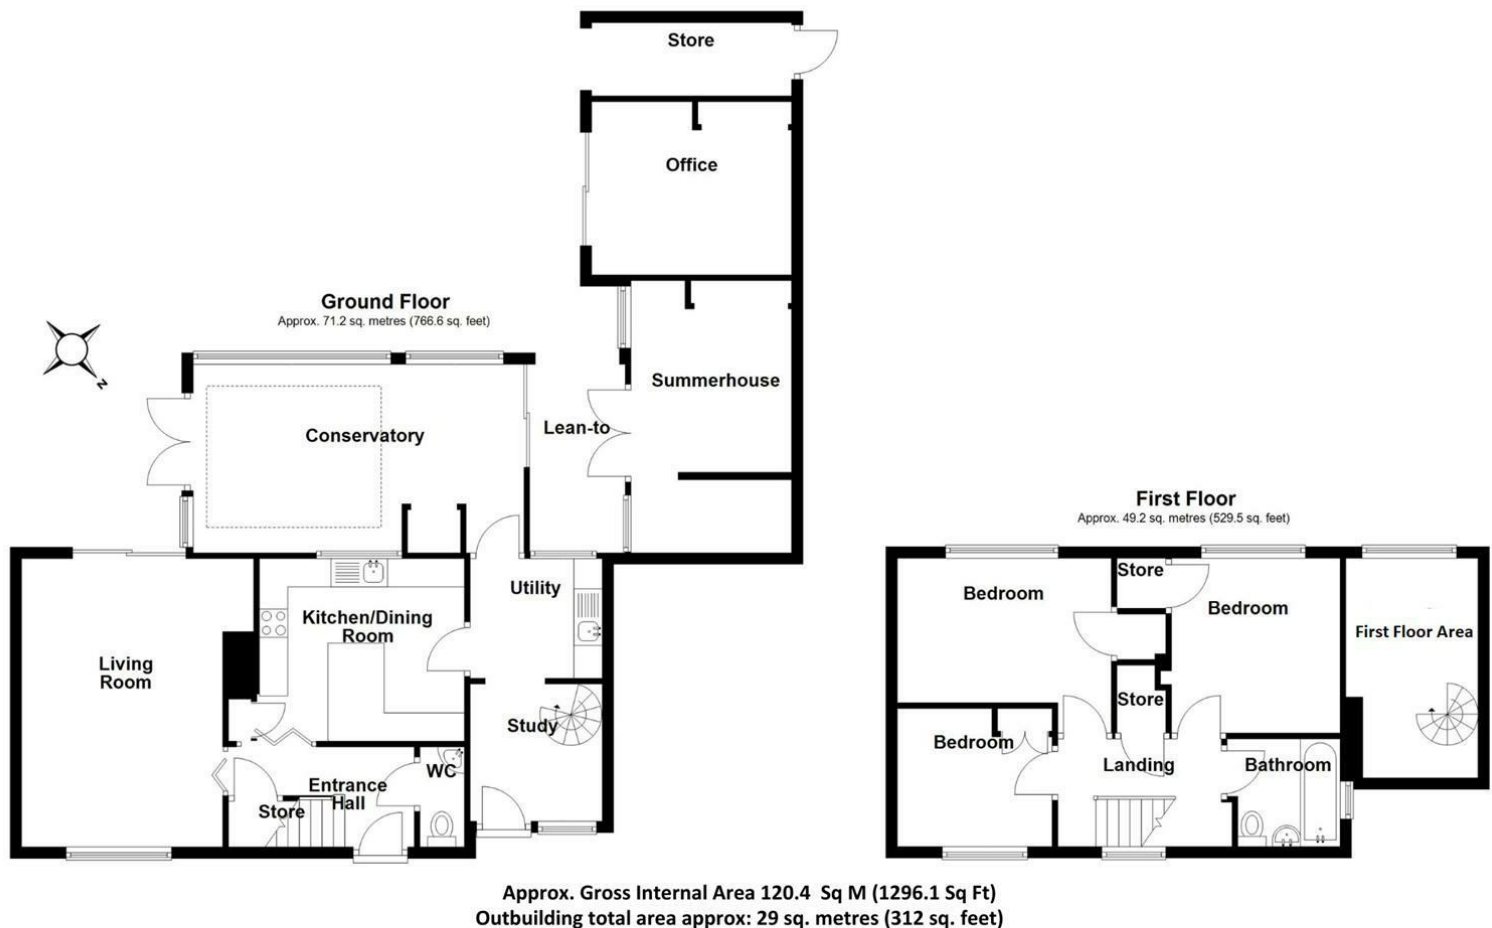 Store
Office
Ground Floor
Approx. 71.2 sq. metres (766.6 sq. feet)
N
Summerhouse
Conservatory
Lean-to
Utility
Kitchen/Dining
Room
Living
Room
Study
WC
Entrance
Hall
Store
First Floor
Approx. 49.2 sq. metres (529.5 sq. feet)
Store
Bedroom
Bedroom
First Floor Area
Store
Bedroom
Landing
Bathroom
Approx. Gross Internal Area 120.4 Sq M (1296.1 Sq Ft)
Outbuilding total area approx: 29 sq. metres (312 sq. feet)